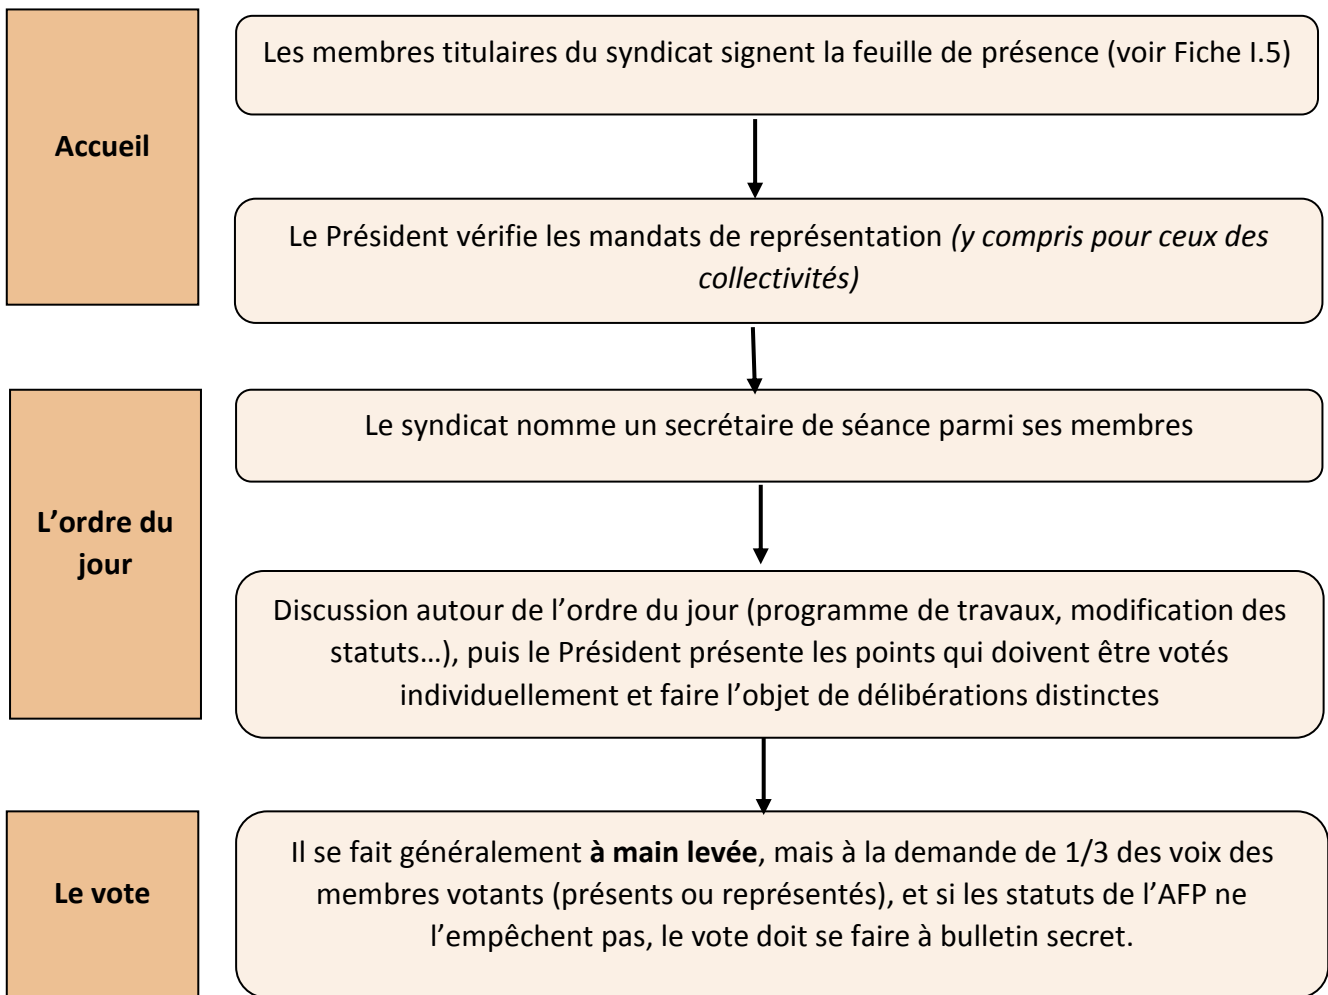 Accueil
Les membres titulaires du syndicat signent la feuille de présence (voir Fiche I.5)
Le Président vérifie les mandats de représentation (y compris pour ceux des
collectivités)
L’ordre du
jour
Le syndicat nomme un secrétaire de séance parmi ses membres
Discussion autour de l’ordre du jour (programme de travaux, modification des
statuts…), puis le Président présente les points qui doivent être votés
individuellement et faire l’objet de délibérations distinctes
Le vote
Il se fait généralement à main levée, mais à la demande de 1/3 des voix des
membres votants (présents ou représentés), et si les statuts de l’AFP ne
l’empêchent pas, le vote doit se faire à bulletin secret.